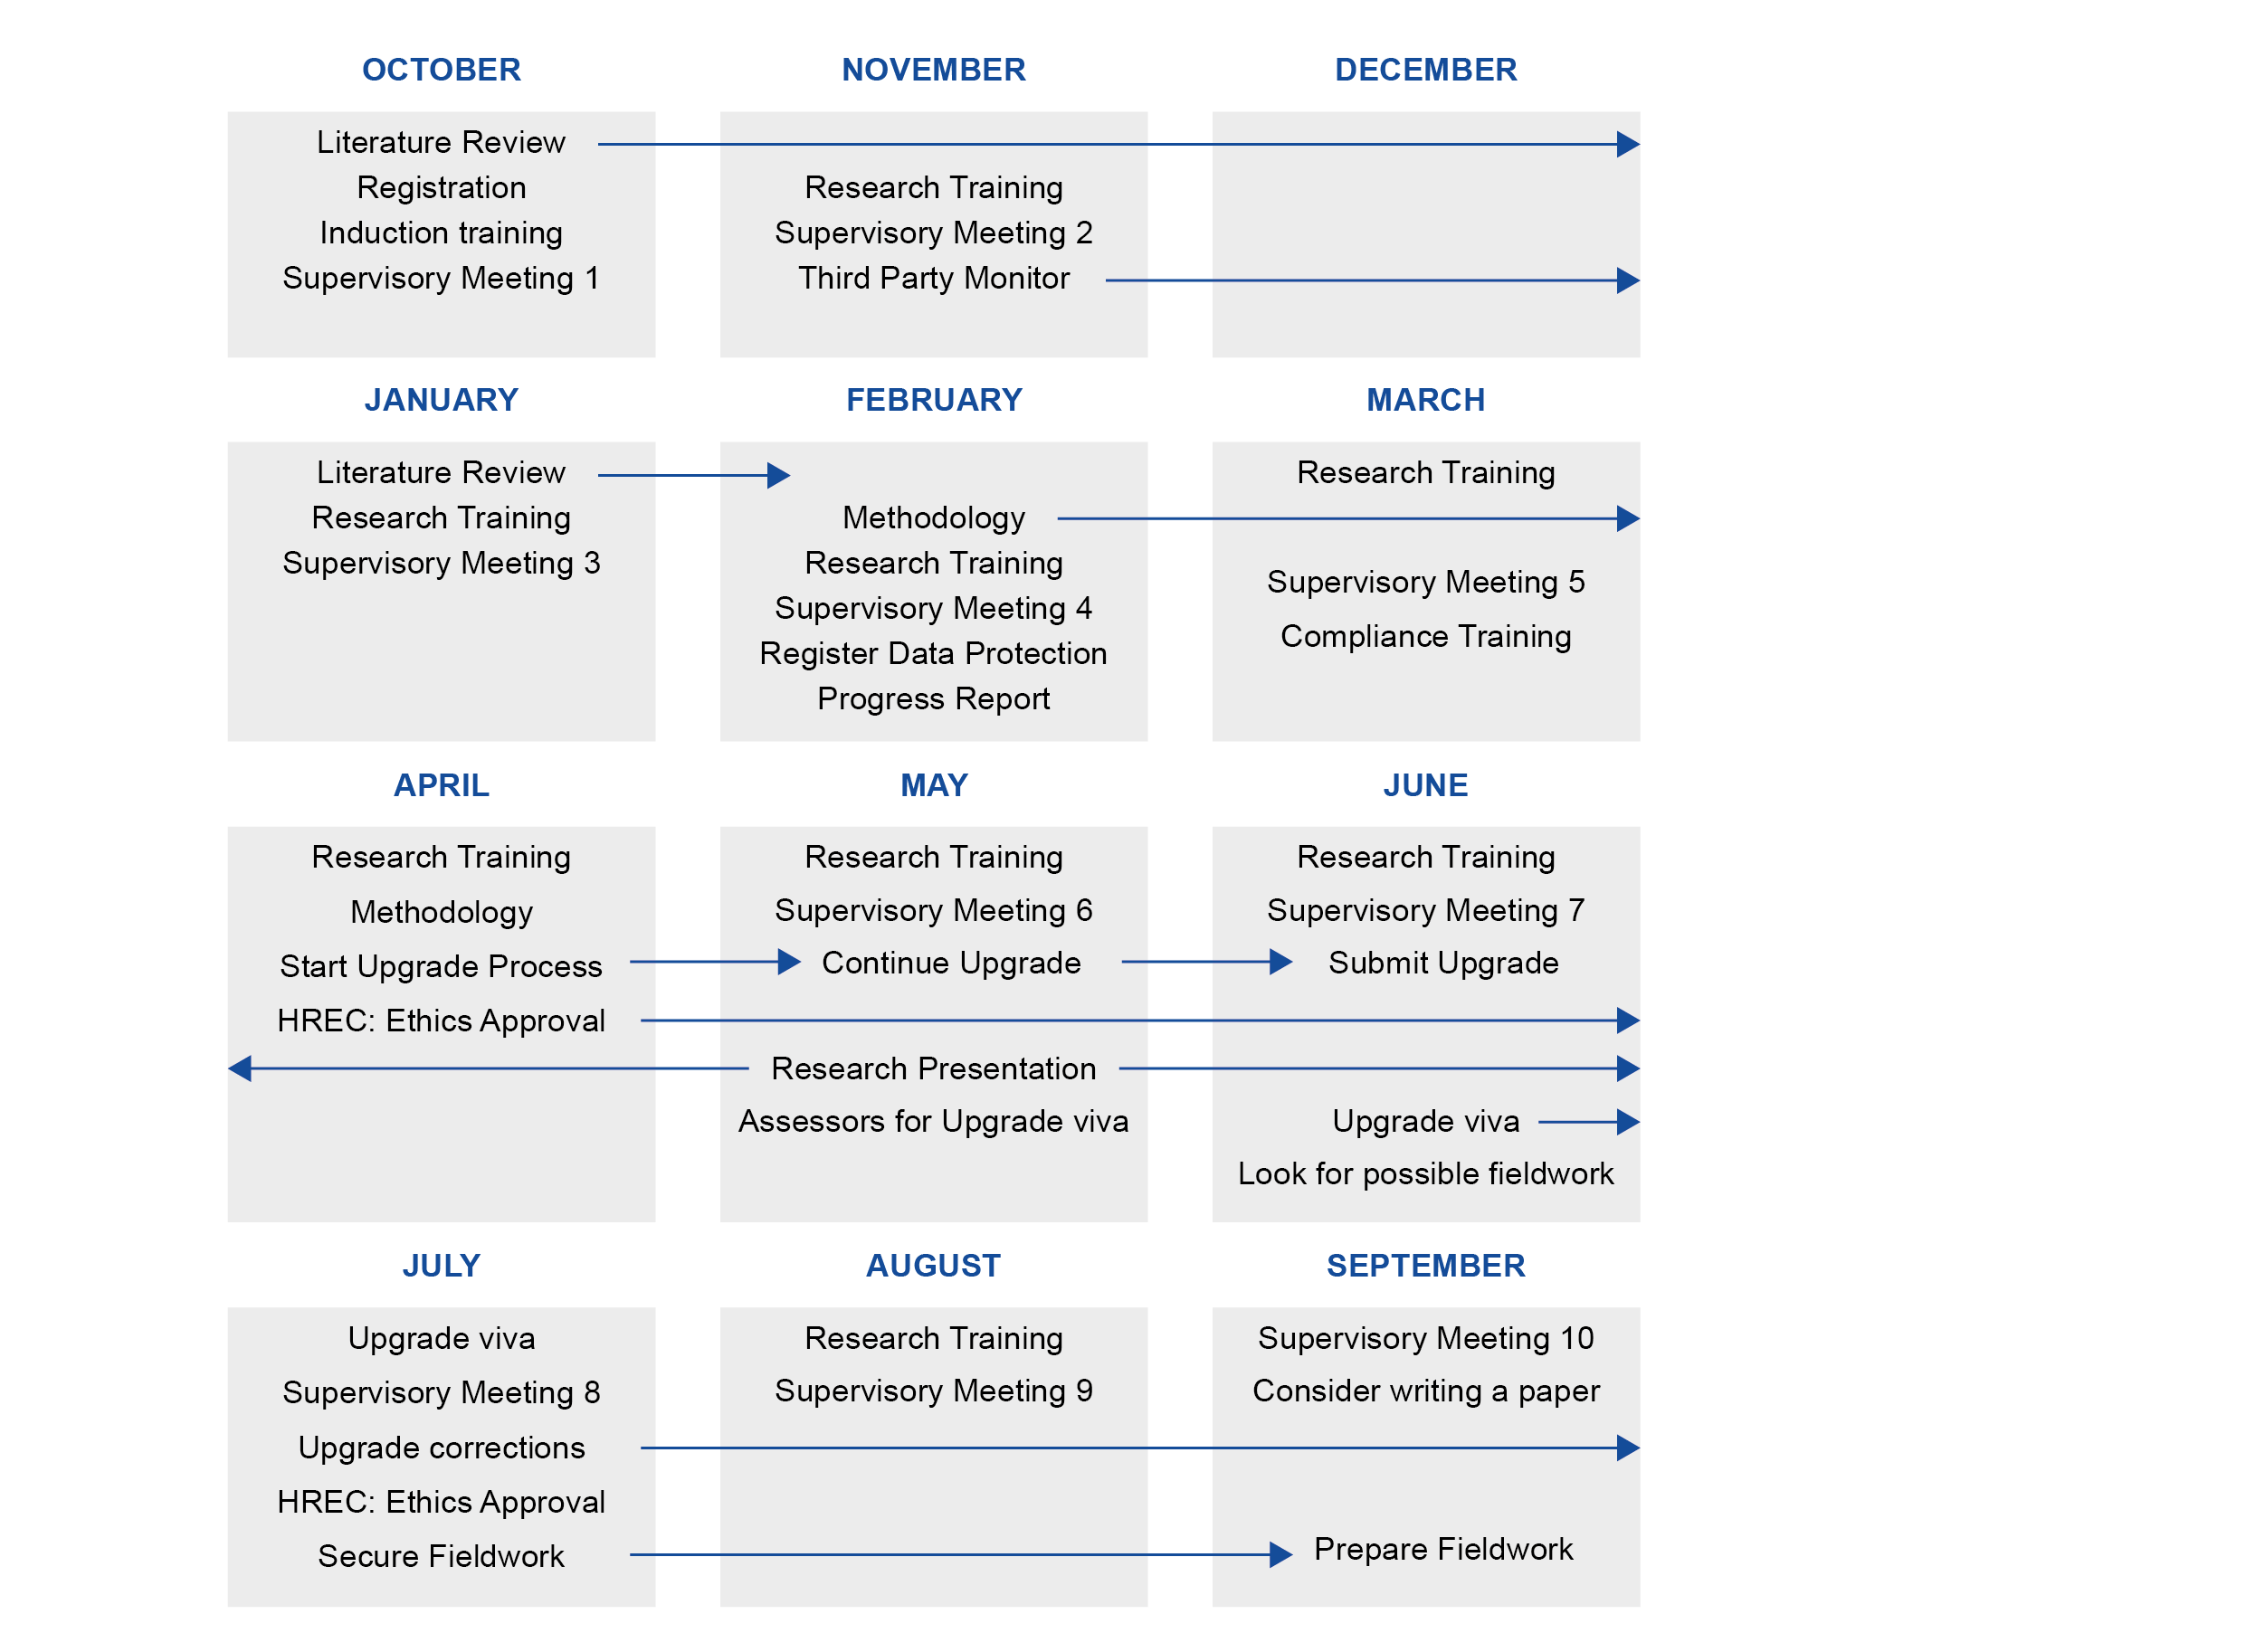 OCTOBER
Literature Review
Registration
Induction training
Supervisory Meeting 1
NOVEMBER
Research Training
Supervisory Meeting 2
Third Party Monitor
DECEMBER
JANUARY
Literature Review
Research Training
Supervisory Meeting 3
FEBRUARY
Methodology
Research Training
Supervisory Meeting 4
Register Data Protection
Progress Report
MARCH
Research Training
Supervisory Meeting 5
Compliance Training
APRIL
Research Training
Methodology
Start Upgrade Process
HREC: Ethics Approval
MAY
Research Training
Supervisory Meeting 6
Continue Upgrade
Research Presentation
Assessors for Upgrade viva
JUNE
Research Training
Supervisory Meeting 7
Submit Upgrade
Upgrade viva
Look for possible fieldwork
JULY
Upgrade viva
Supervisory Meeting 8
Upgrade corrections
HREC: Ethics Approval
Secure Fieldwork
AUGUST
Research Training
Supervisory Meeting 9
SEPTEMBER
Supervisory Meeting 10
Consider writing a paper
Prepare Fieldwork